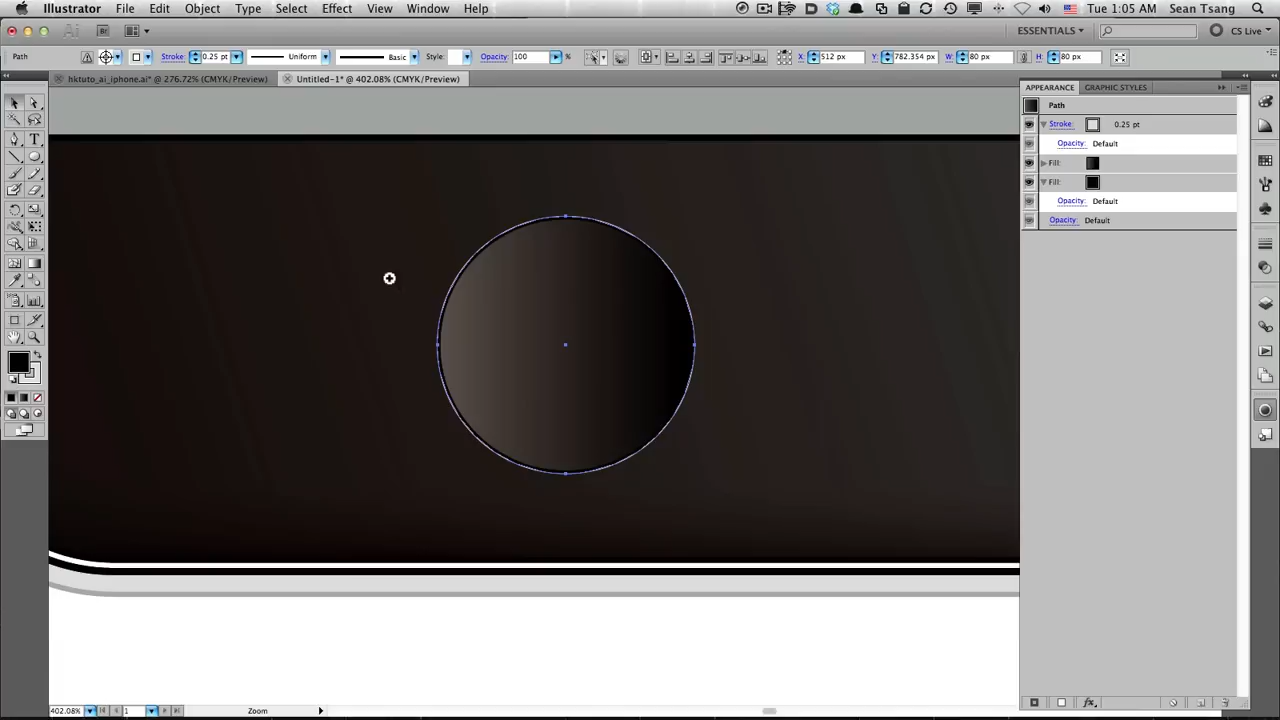 Illustrator File Edit Object Type Select Effect View Window Help Tue 1:05 AM Sean Tsang
Ai Br ESSENTIALS CS Live
Path Stroke: 0.25 pt Uniform Basic Style: Opacity: 100 % X: 512 px Y: 782.354 px W: 80 px H: 80 px
hktuto_ai_iphone.ai* @ 276.72% (CMYK/Preview) Untitled-1* @ 402.08% (CMYK/Preview)
APPEARANCE GRAPHIC STYLES
Path
Stroke: 0.25 pt
Opacity: Default
Fill:
Fill:
Opacity: Default
Opacity: Default
402.08% 1 Zoom fx